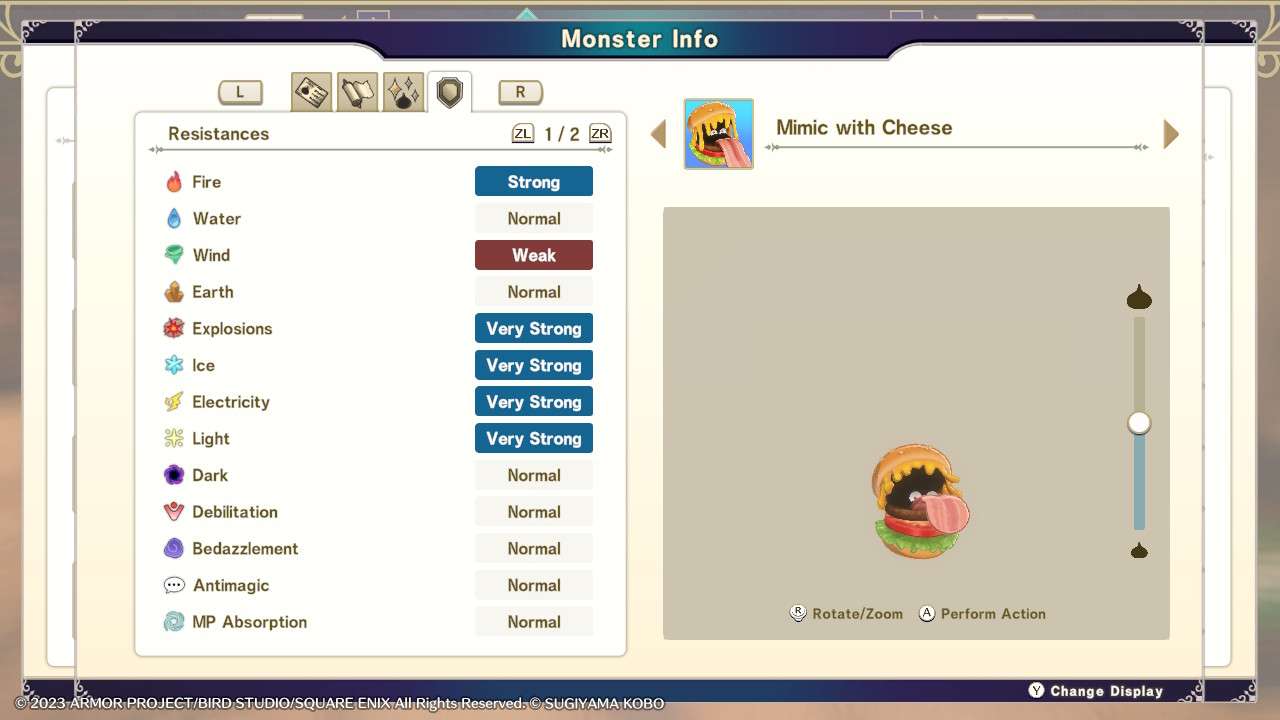 Monster Info
L
R
Resistances ZL 1 / 2 ZR
Mimic with Cheese
Fire Strong
Water Normal
Wind Weak
Earth Normal
Explosions Very Strong
Ice Very Strong
Electricity Very Strong
Light Very Strong
Dark Normal
Debilitation Normal
Bedazzlement Normal
Antimagic Normal
MP Absorption Normal
R Rotate/Zoom A Perform Action
Y Change Display
© 2023 ARMOR PROJECT/BIRD STUDIO/SQUARE ENIX All Rights Reserved. © SUGIYAMA KOBO